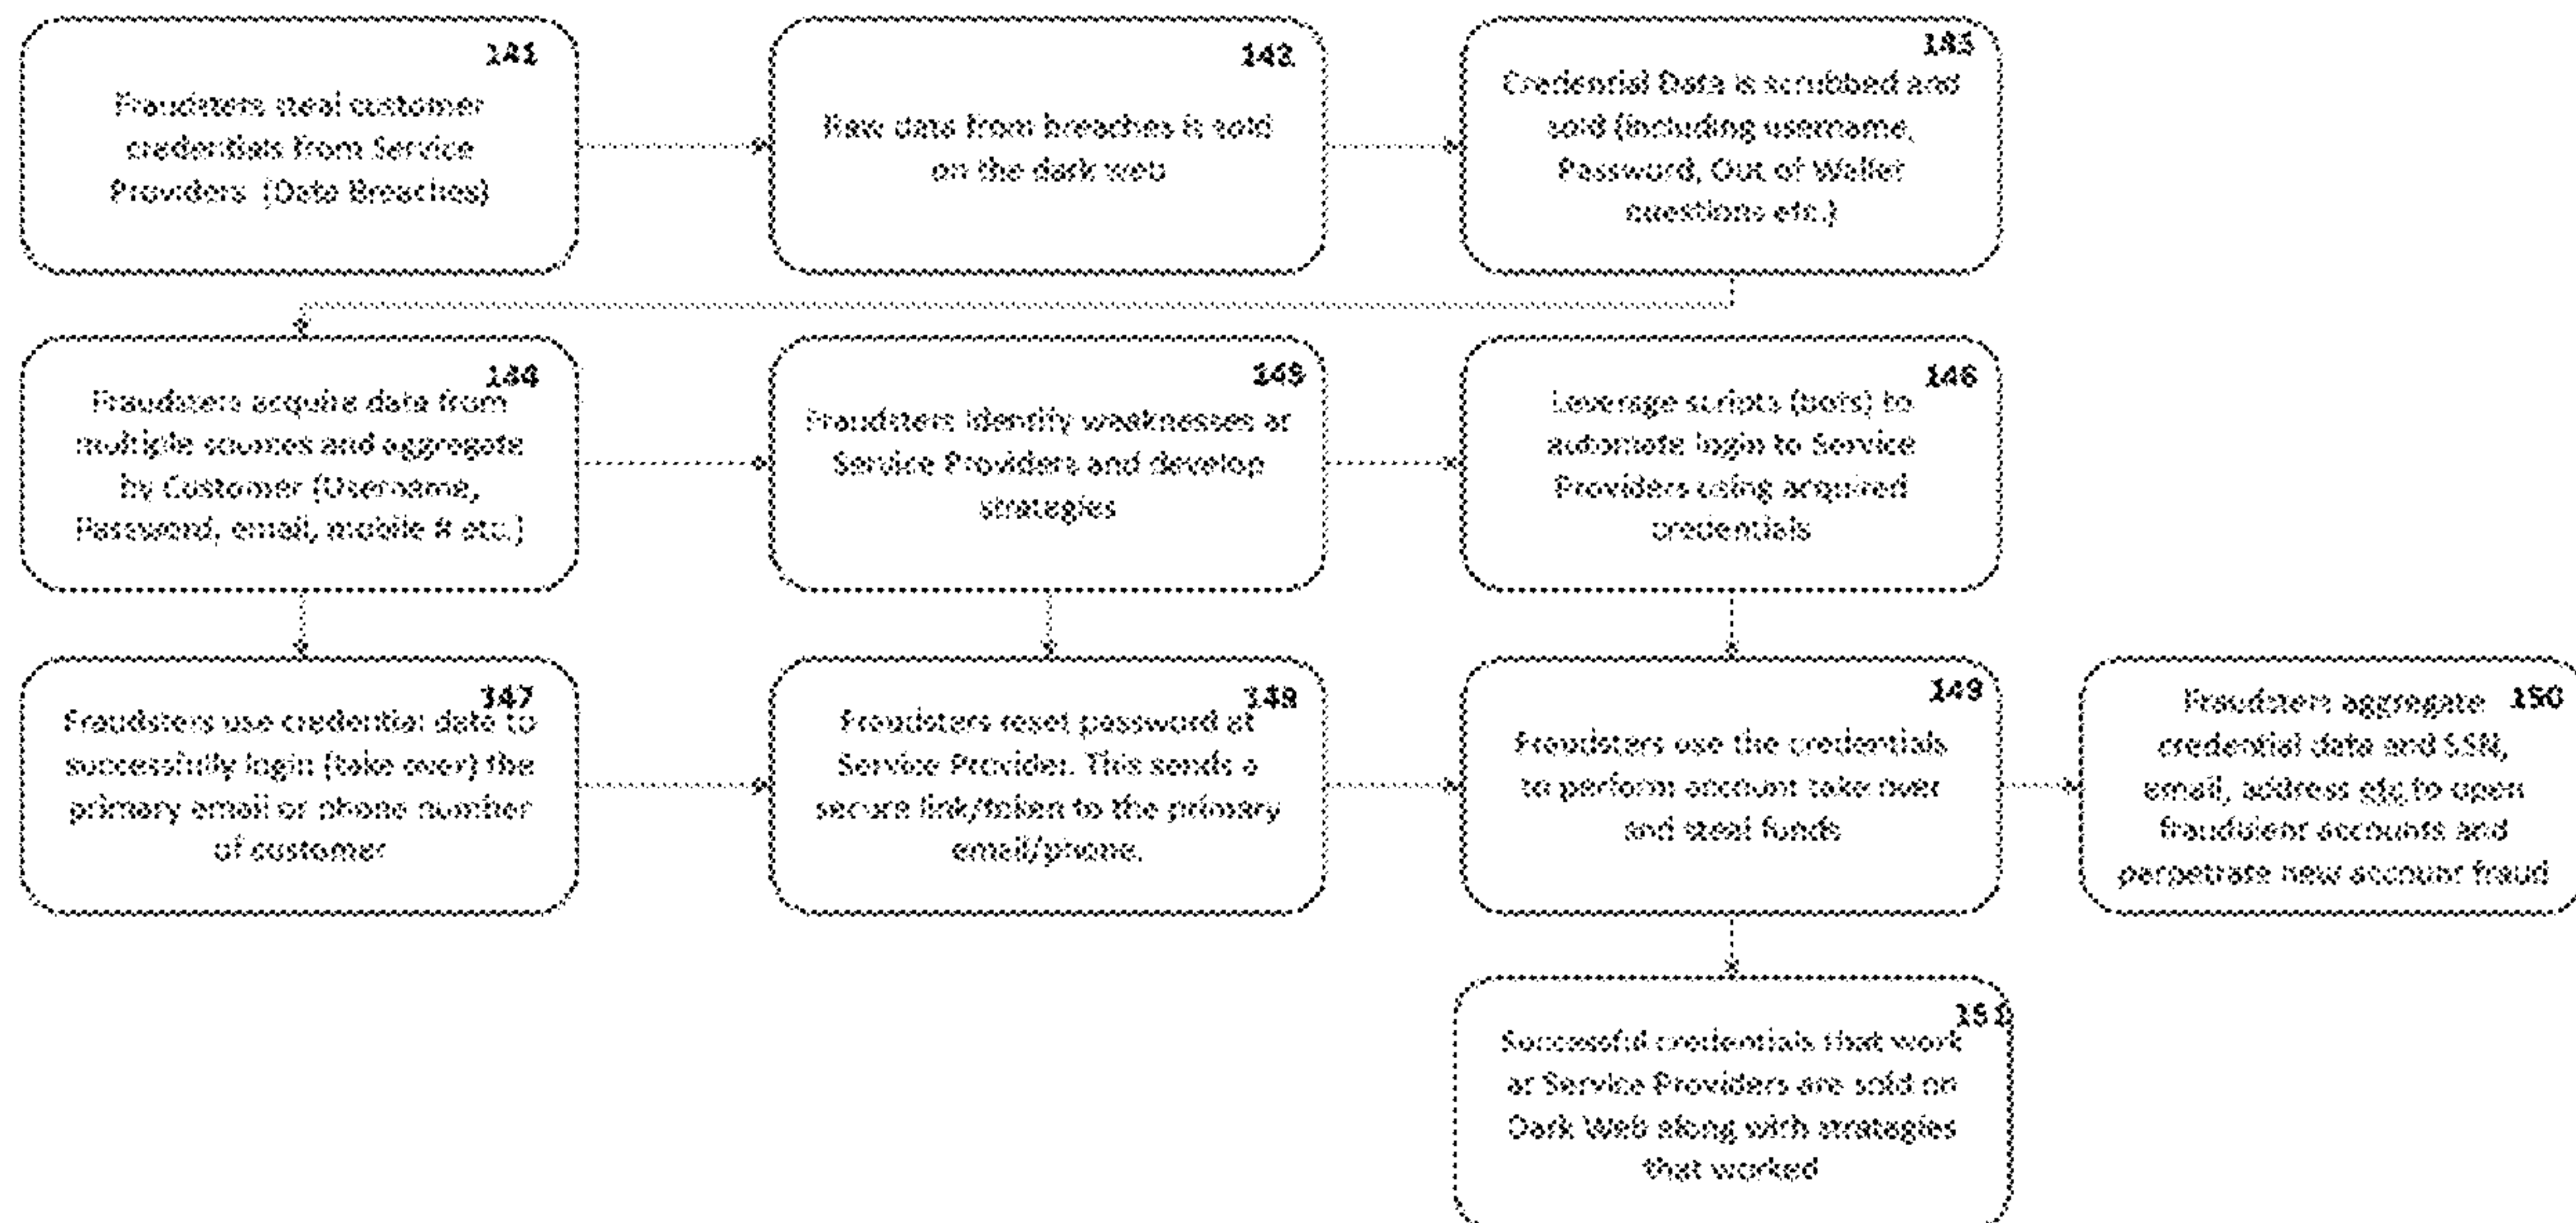 141
Fraudsters steal customer
credentials from Service
Providers (Data Breaches)
142
Raw data from breaches is sold
on the dark web
143
Credential Data is scrubbed and
sold (including username,
Password, Out of Wallet
questions etc.)
144
Fraudsters acquire data from
multiple sources and aggregate
by Customer (Username,
Password, email, mobile # etc.)
145
Fraudsters identify weaknesses at
Service Providers and develop
strategies
146
Leverage scripts (bots) to
automate login to Service
Providers using acquired
credentials
147
Fraudsters use credential data to
successfully login (take over) the
primary email or phone number
of customer
148
Fraudsters reset password at
Service Provider. This sends a
secure link/token to the primary
email/phone.
149
Fraudsters use the credentials
to perform account take over
and steal funds
150
Fraudsters aggregate
credential data and SSN,
email, address etc to open
fraudulent accounts and
perpetrate new account fraud
151
Successful credentials that work
at Service Providers are sold on
Dark Web along with strategies
that worked